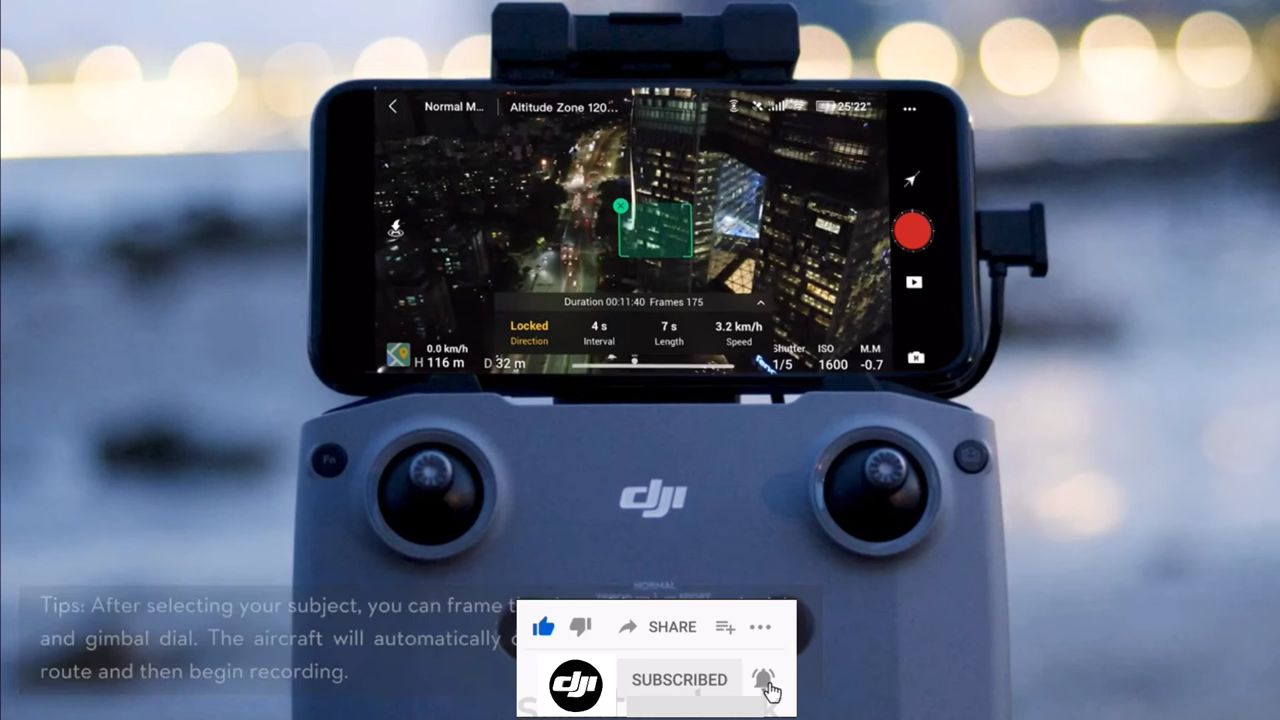 Normal M... Altitude Zone 120... 25'22"
Duration 00:11:40 Frames 175
Locked 4 s 7 s 3.2 km/h
Direction Interval Length Speed
0.0 km/h
H 116 m D 32 m
Shutter ISO M.M
1/5 1600 -0.7
Fn
dji
NORMAL
Tips: After selecting your subject, you can frame
and gimbal dial. The aircraft will automatically
route and then begin recording.
SHARE
dji SUBSCRIBED